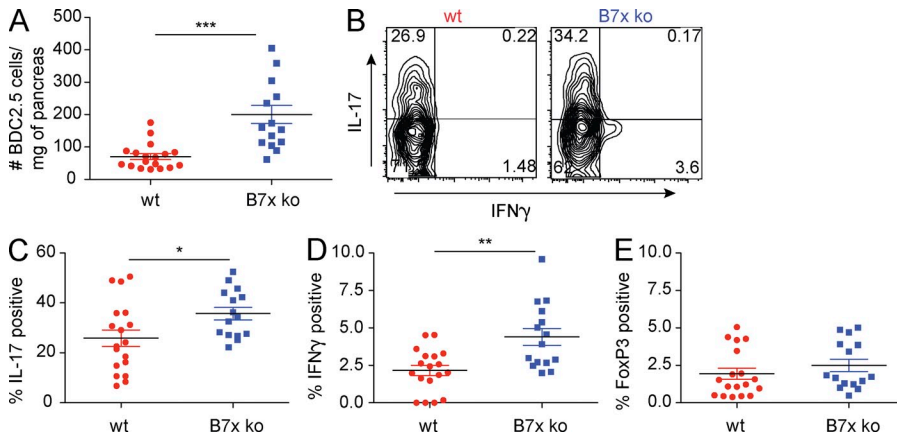 A
# BDC2.5 cells/
mg of pancreas
500
400
300
200
100
0
***
wt
B7x ko
B
wt
B7x ko
IL-17
26.9
0.22
1.48
34.2
0.17
3.6
IFNγ
C
% IL-17 positive
60
40
20
0
*
wt
B7x ko
D
% IFNγ positive
10.0
7.5
5.0
2.5
0.0
**
wt
B7x ko
E
% FoxP3 positive
10.0
7.5
5.0
2.5
0.0
wt
B7x ko